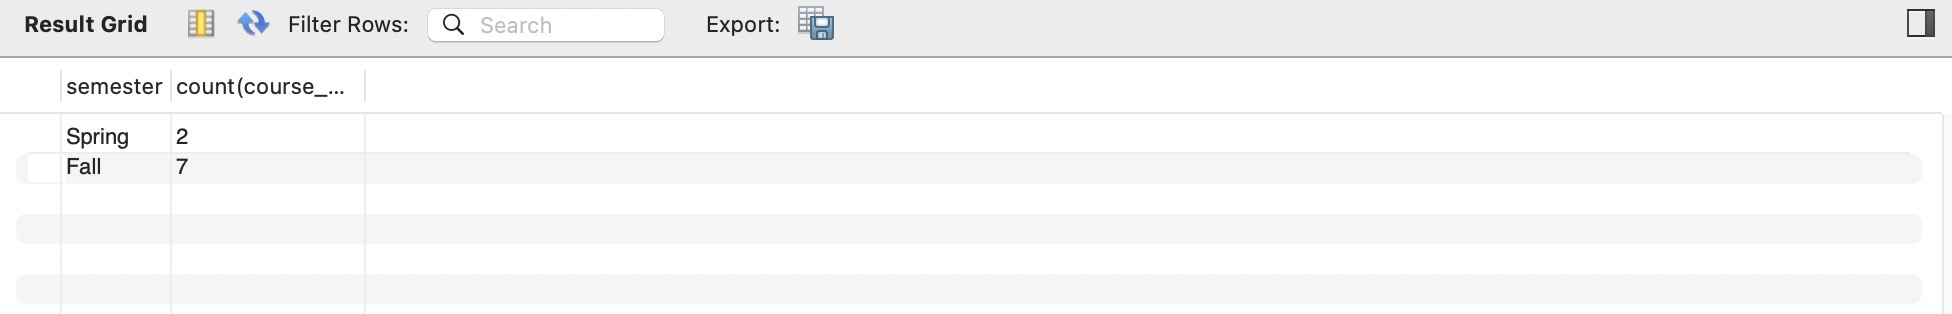 Result Grid Filter Rows: Search Export:
semester count(course_...
Spring 2
Fall 7